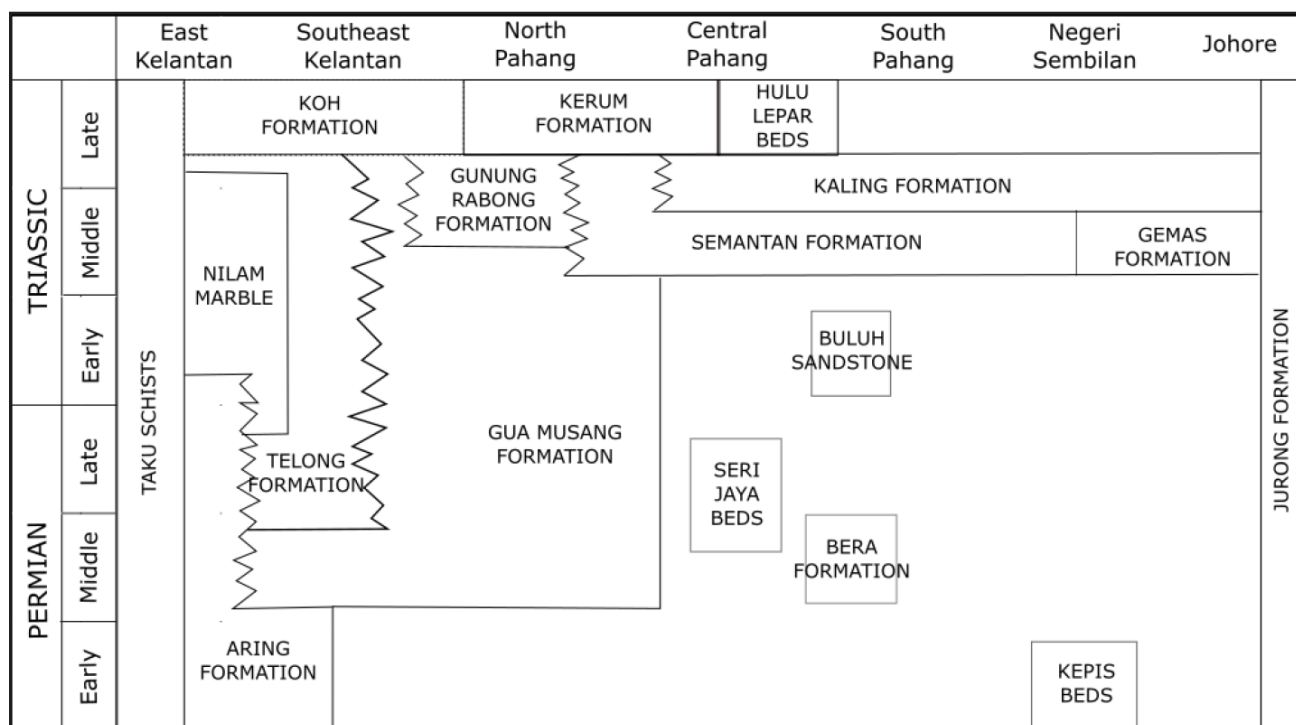 East
Kelantan
Southeast
Kelantan
North
Pahang
Central
Pahang
South
Pahang
Negeri
Sembilan
Johore
TRIASSIC
Late
Middle
Early
PERMIAN
Late
Middle
Early
TAKU SCHISTS
KOH
FORMATION
KERUM
FORMATION
HULU
LEPAR
BEDS
GUNUNG
RABONG
FORMATION
KALING FORMATION
SEMANTAN FORMATION
GEMAS
FORMATION
NILAM
MARBLE
BULUH
SANDSTONE
GUA MUSANG
FORMATION
TELONG
FORMATION
SERI
JAYA
BEDS
BERA
FORMATION
ARING
FORMATION
KEPIS
BEDS
JURONG FORMATION